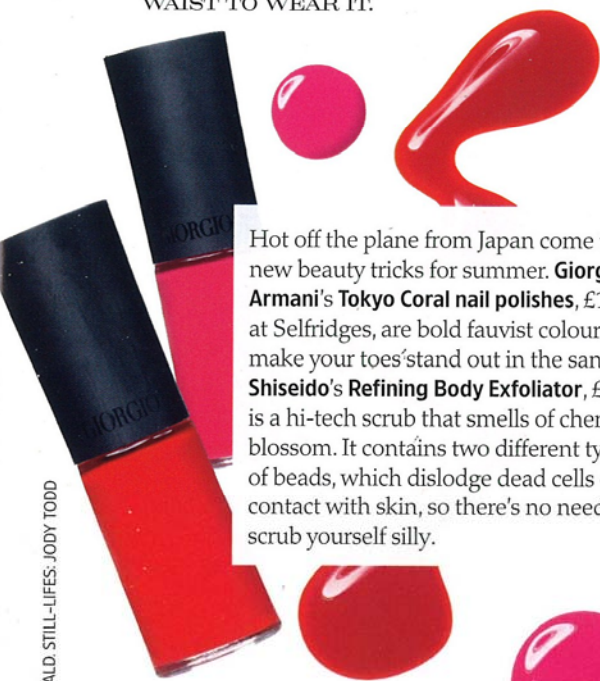 WAIST TO WEAR IT.
GIORGIO
GIORGIO
Hot off the plane from Japan come
new beauty tricks for summer. Giorg
Armani's Tokyo Coral nail polishes, £1
at Selfridges, are bold fauvist colour
make your toes stand out in the san
Shiseido's Refining Body Exfoliator, £
is a hi-tech scrub that smells of cher
blossom. It contains two different ty
of beads, which dislodge dead cells
contact with skin, so there's no need
scrub yourself silly.
ALD. STILL-LIFES: JODY TODD